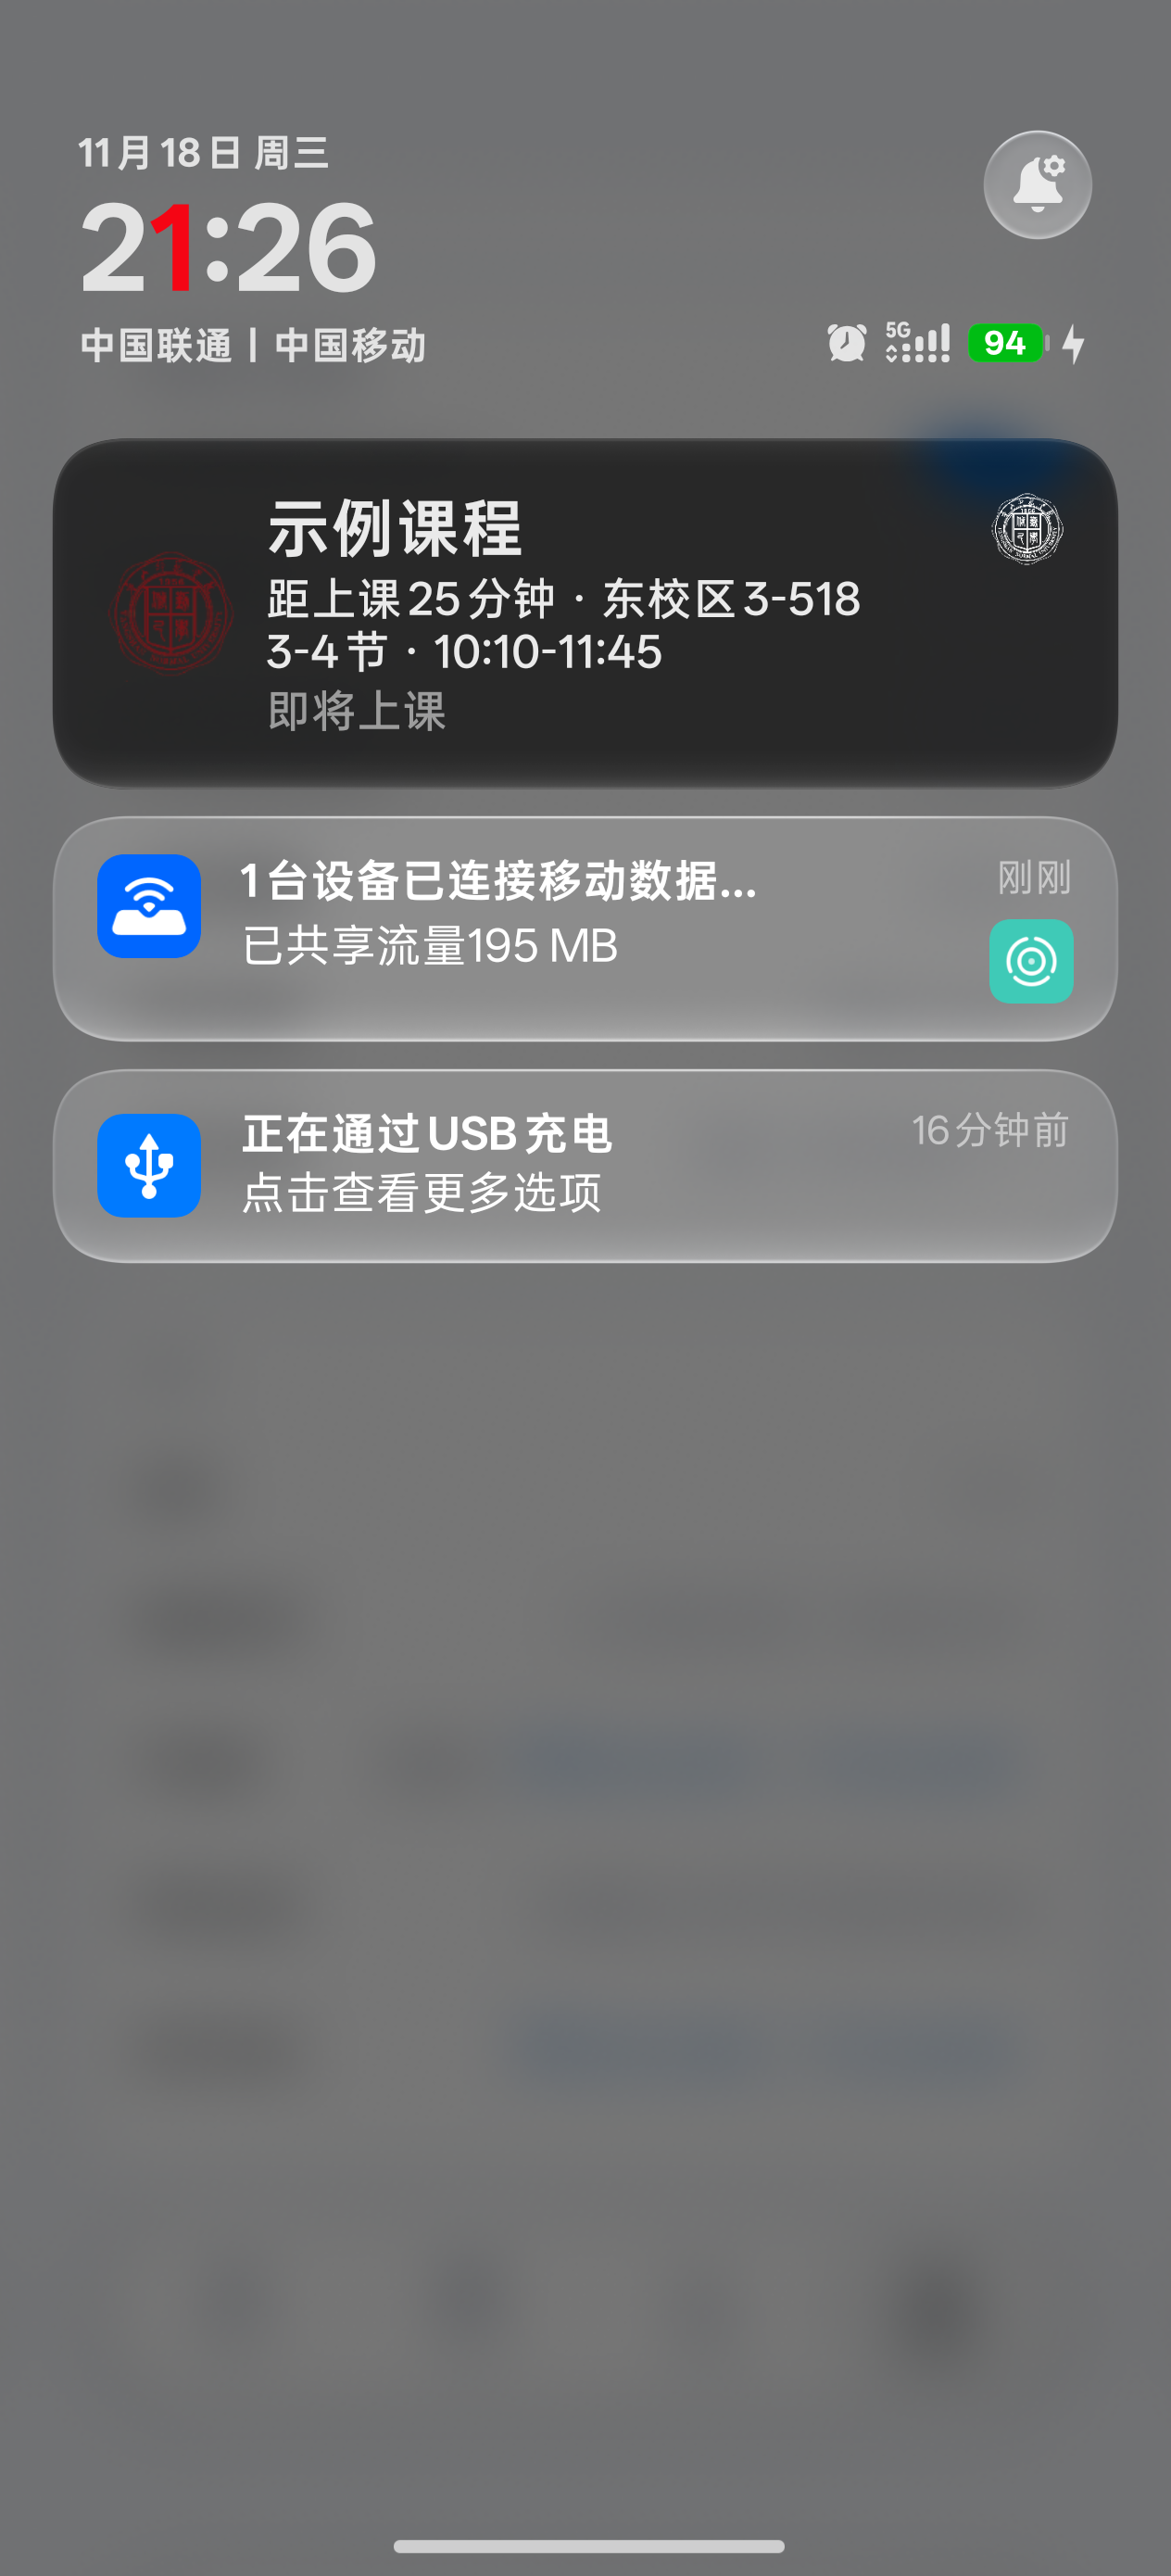 11月18日 周三
21:26
中国联通 | 中国移动
5G
94
示例课程
距上课25分钟 · 东校区3-518
3-4节 · 10:10-11:45
即将上课
1台设备已连接移动数据...
刚刚
已共享流量195 MB
正在通过USB充电
16分钟前
点击查看更多选项